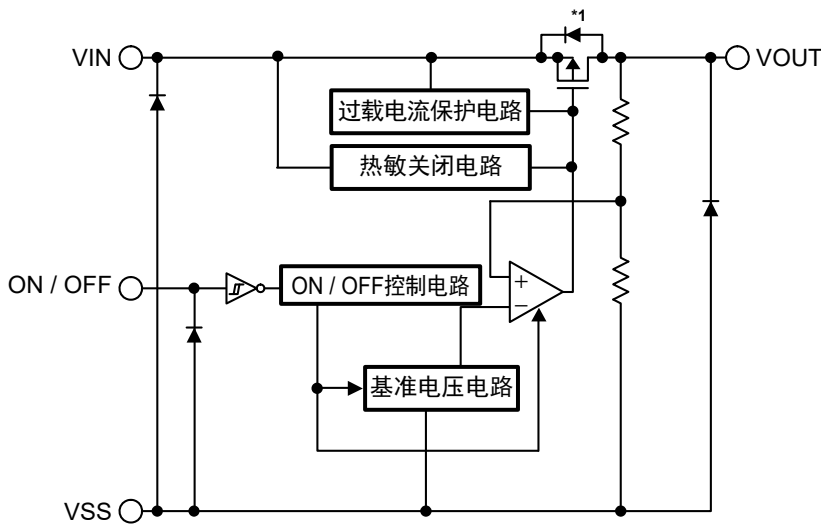 *1
VIN
VOUT
过载电流保护电路
热敏关闭电路
+
ON / OFF
ON / OFF控制电路
−
基准电压电路
VSS